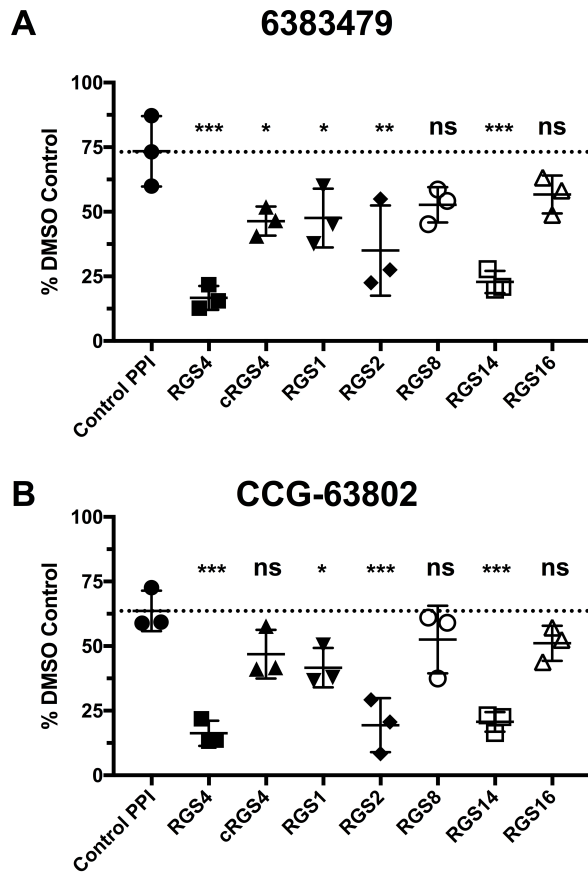 A
6383479
% DMSO Control
100
75
50
25
0
*** * * ** ns *** ns
Control PPI
RGS4
cRGS4
RGS1
RGS2
RGS8
RGS14
RGS16
B
CCG-63802
% DMSO Control
100
75
50
25
0
*** ns * *** ns *** ns
Control PPI
RGS4
cRGS4
RGS1
RGS2
RGS8
RGS14
RGS16